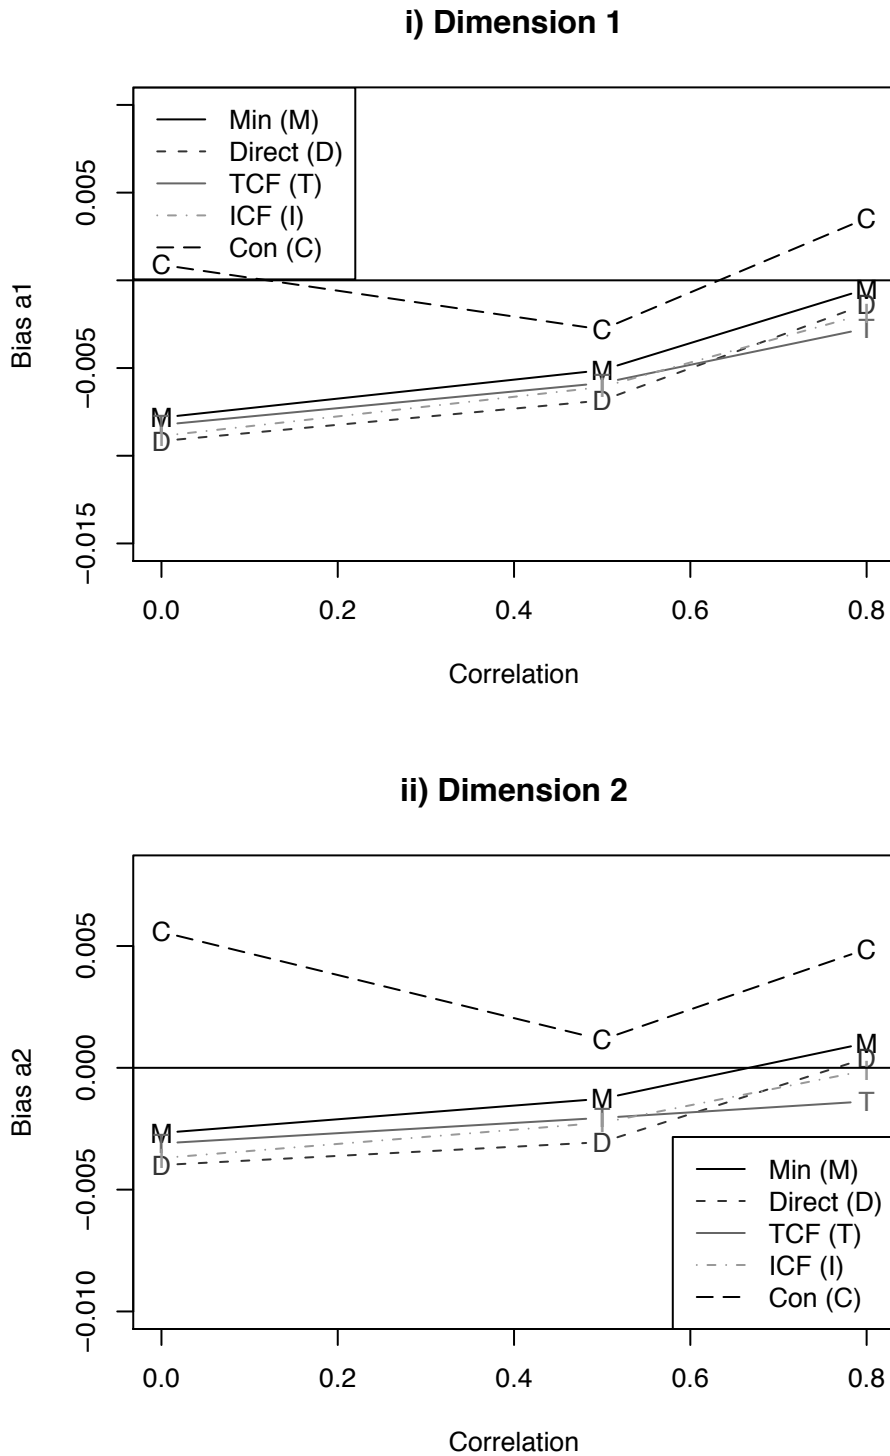 i) Dimension 1
Min (M)
Direct (D)
TCF (T)
ICF (I)
Con (C)
Bias a1
0.005
−0.005
−0.015
C
C
C
M
M
M
D
D
D
T
T
T
I
I
I
0.0 0.2 0.4 0.6 0.8
Correlation
ii) Dimension 2
Bias a2
0.005
0.000
−0.005
−0.010
C
C
C
M
M
M
D
D
D
T
T
T
I
I
I
Min (M)
Direct (D)
TCF (T)
ICF (I)
Con (C)
0.0 0.2 0.4 0.6 0.8
Correlation